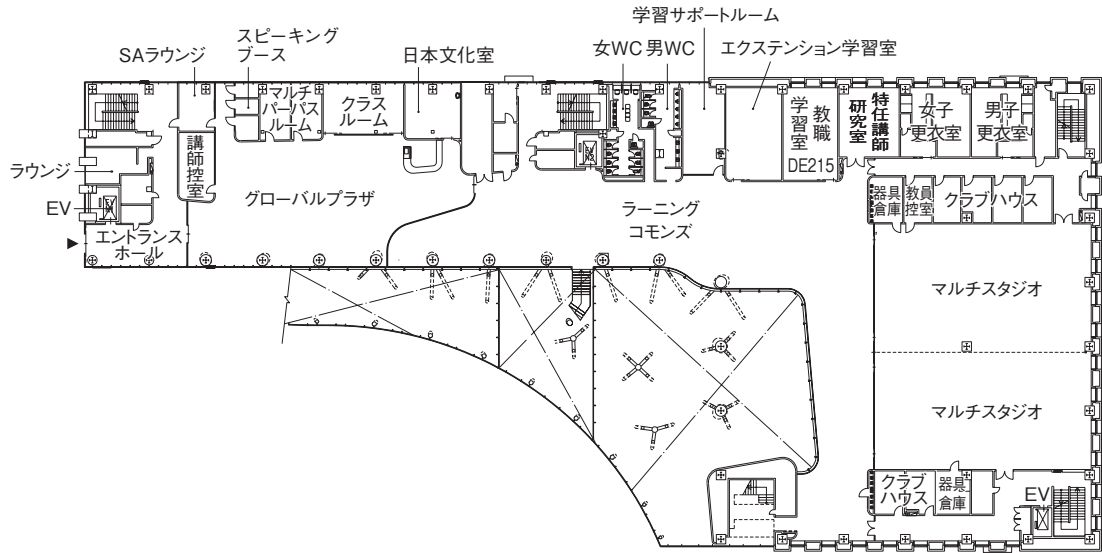 学習サポートルーム
スピーキング
ブース
SAラウンジ
日本文化室
女WC
男WC
エクステンション学習室
マルチ
パーパス
ルーム
クラス
ルーム
教職
学習室
DE215
特任講師
研究室
女子
更衣室
男子
更衣室
講師控室
ラウンジ
グローバルプラザ
ラーニング
コモンズ
器具
倉庫
教員
控室
クラブハウス
EV
エントランス
ホール
マルチスタジオ
マルチスタジオ
クラブ
ハウス
器具
倉庫
EV